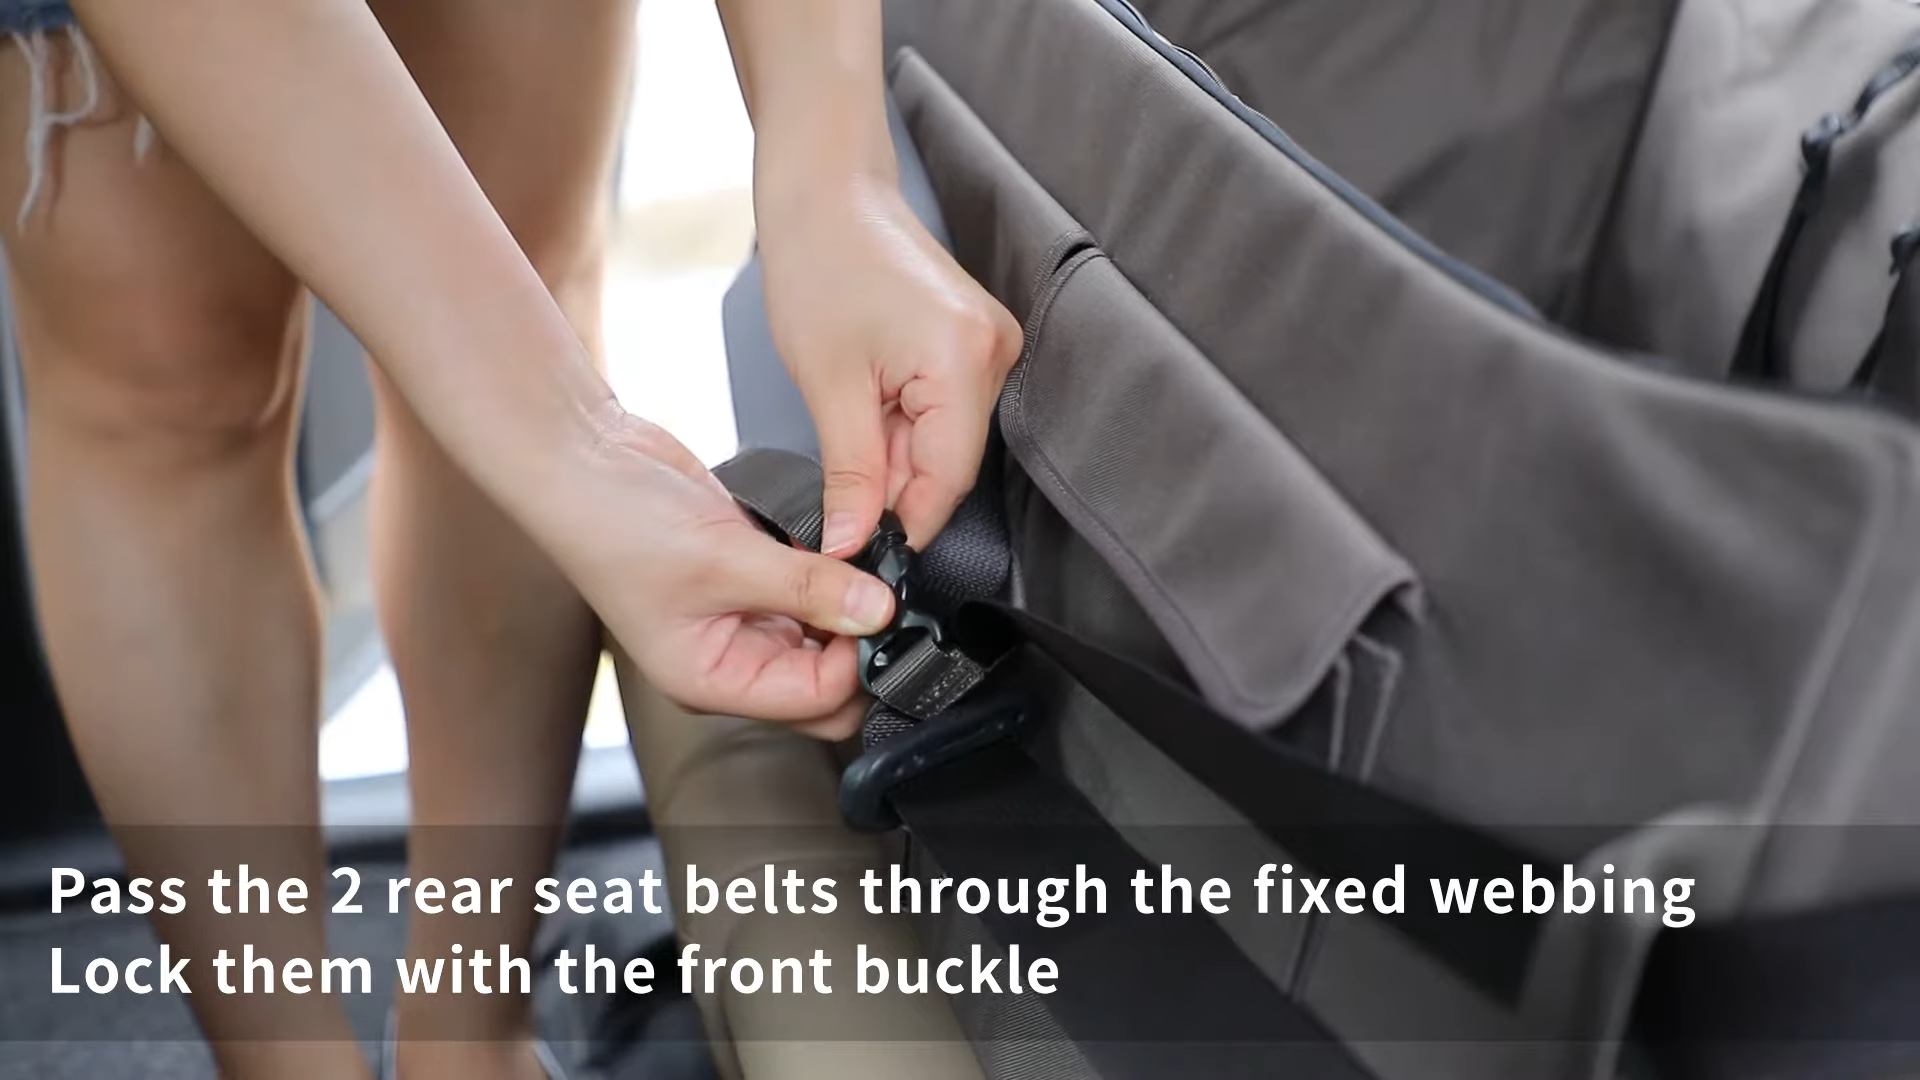 Pass the 2 rear seat belts through the fixed webbing
Lock them with the front buckle